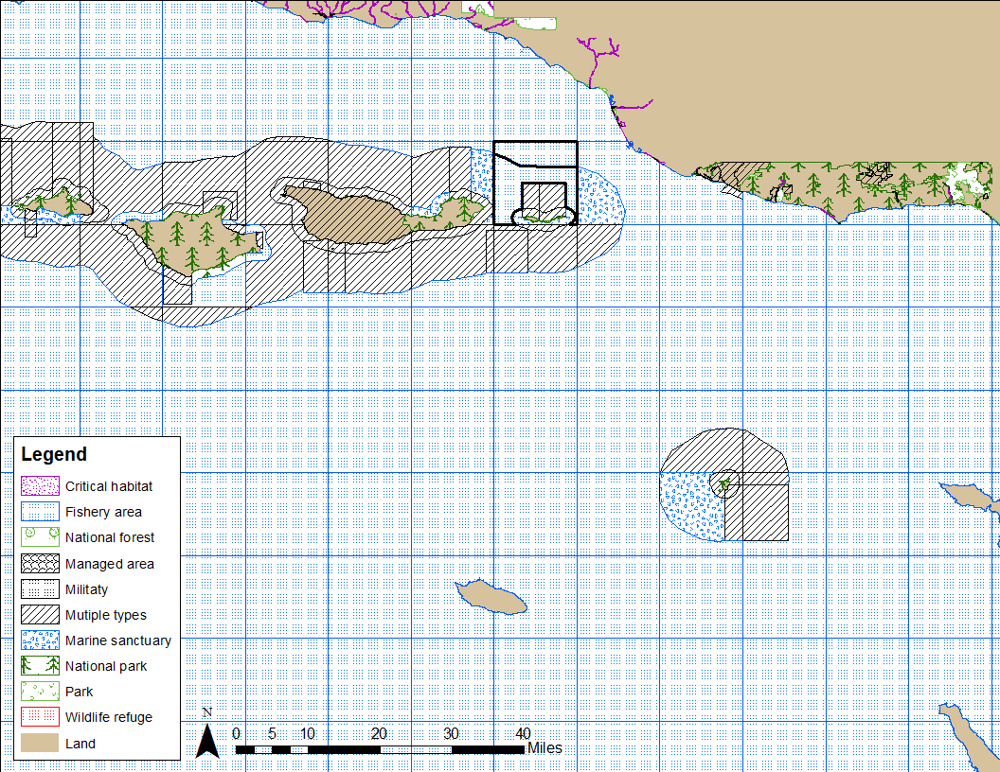 Legend
Critical habitat
Fishery area
National forest
Managed area
Militaty
Mutiple types
Marine sanctuary
National park
Park
Wildlife refuge
Land
N
0 5 10 20 30 40
Miles